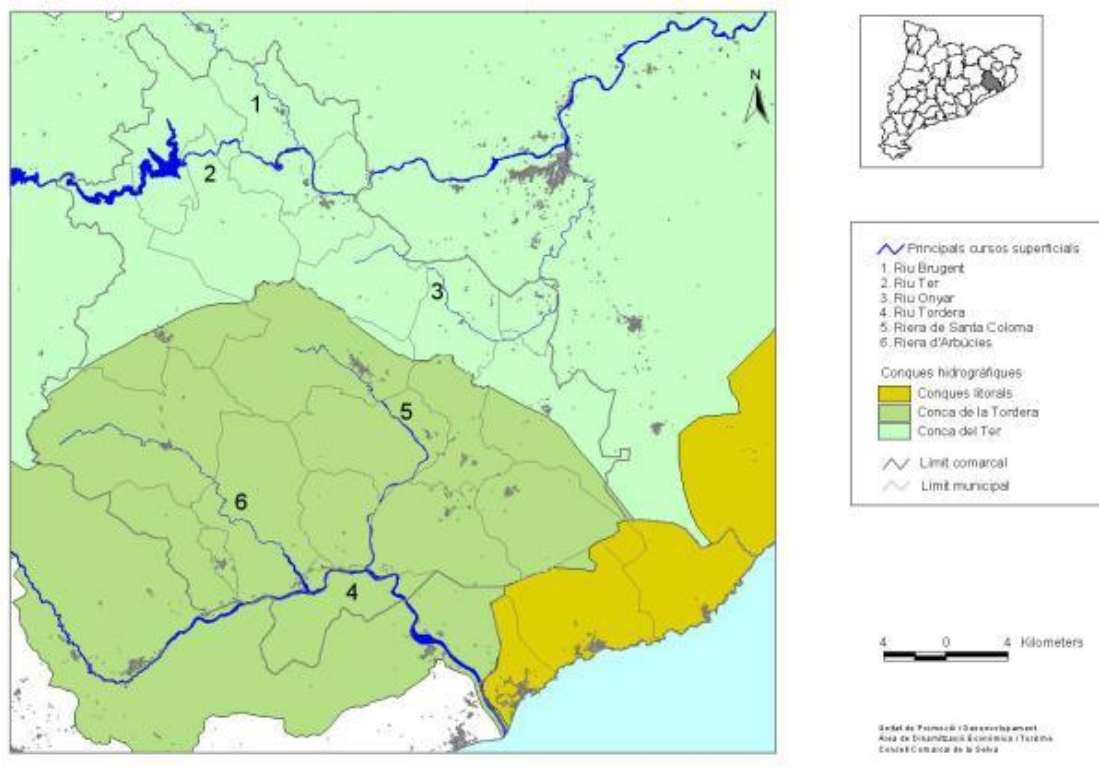 1
2
3
4
5
6
N
Principals cursos superficials
1. Riu Brugent
2. Riu Ter
3. Riu Onyar
4. Riu Tordera
5. Riera de Santa Coloma
6. Riera d'Arbúcies
Conques hidrogràfiques
Conques litorals
Conca de la Tordera
Conca del Ter
Límit comarcal
Límit municipal
4 0 4 Kilometers
Unitat de Promoció i Desenvolupament
Àrea de Dinamització Econòmica i Turisme
Consell Comarcal de la Selva